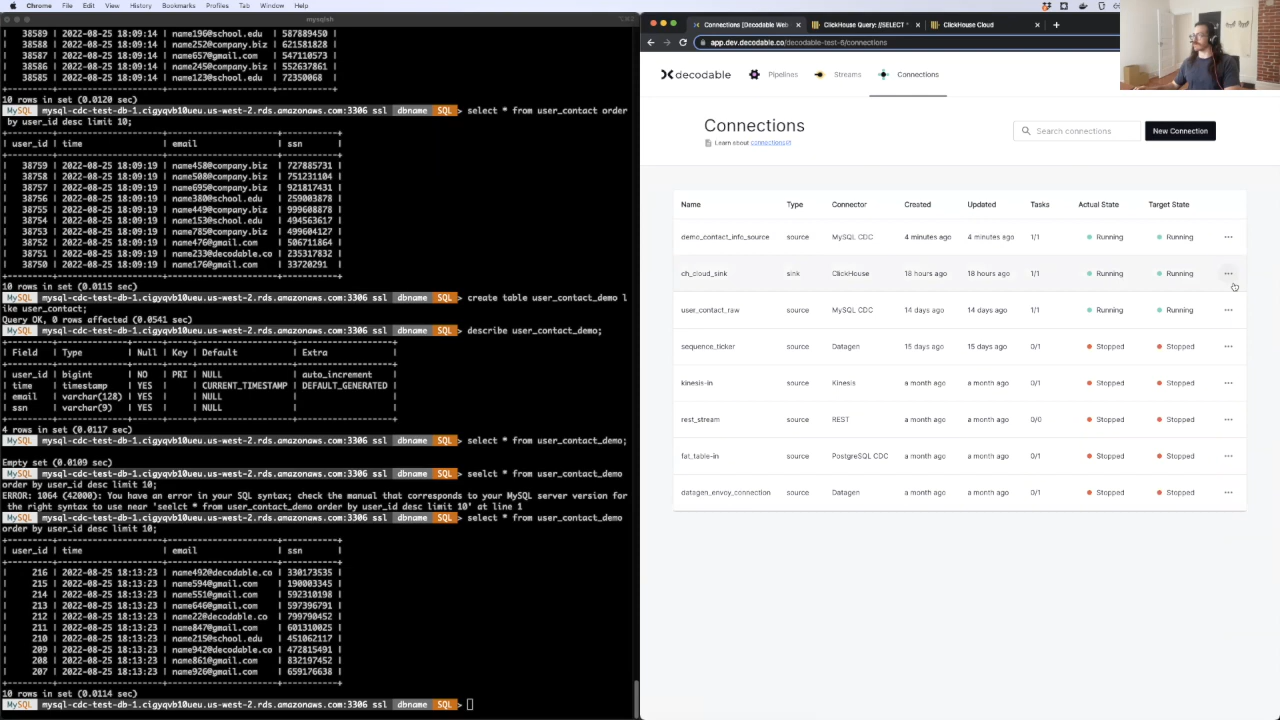 Chrome File Edit View History Bookmarks Profiles Tab Window Help
mysqlsh
| 38589 | 2022-08-25 18:09:14 | name196@school.edu | 587889450 |
| 38588 | 2022-08-25 18:09:14 | name252@company.biz | 621581828 |
| 38587 | 2022-08-25 18:09:14 | name657@company.biz | 547110573 |
| 38586 | 2022-08-25 18:09:14 | name245@company.biz | 552637861 |
| 38585 | 2022-08-25 18:09:14 | name123@school.edu | 72350068 |
10 rows in set (0.0120 sec)
MySQL mysql-cdc-test-db-1.cigyqvb10ueu.us-west-2.rds.amazonaws.com:3306 ssl dbname SQL > select * from user_contact order
by user_id desc limit 10;
| user_id | time | email | ssn |
| 38759 | 2022-08-25 18:09:19 | name458@company.biz | 727885731 |
| 38758 | 2022-08-25 18:09:19 | name508@company.biz | 751231104 |
| 38757 | 2022-08-25 18:09:19 | name695@company.biz | 921817431 |
| 38756 | 2022-08-25 18:09:19 | name380@school.edu | 259998356 |
| 38755 | 2022-08-25 18:09:19 | name449@company.biz | 999608878 |
| 38754 | 2022-08-25 18:09:19 | name153@school.edu | 494563617 |
| 38753 | 2022-08-25 18:09:19 | name785@company.biz | 499604127 |
| 38752 | 2022-08-25 18:09:19 | name476@gmail.com | 506711864 |
| 38751 | 2022-08-25 18:09:19 | name233@decodable.co | 235317832 |
| 38750 | 2022-08-25 18:09:19 | name176@gmail.com | 33720291 |
10 rows in set (0.0115 sec)
MySQL mysql-cdc-test-db-1.cigyqvb10ueu.us-west-2.rds.amazonaws.com:3306 ssl dbname SQL > create table user_contact_demo l
ike user_contact;
Query OK, 0 rows affected (0.0541 sec)
MySQL mysql-cdc-test-db-1.cigyqvb10ueu.us-west-2.rds.amazonaws.com:3306 ssl dbname SQL > describe user_contact_demo;
| Field | Type | Null | Key | Default | Extra |
| user_id | bigint | NO | PRI | NULL | auto_increment |
| time | timestamp | YES | | CURRENT_TIMESTAMP | DEFAULT_GENERATED |
| email | varchar(128) | YES | | NULL | |
| ssn | varchar(9) | YES | | NULL | |
4 rows in set (0.0117 sec)
MySQL mysql-cdc-test-db-1.cigyqvb10ueu.us-west-2.rds.amazonaws.com:3306 ssl dbname SQL > select * from user_contact_demo;
Empty set (0.0109 sec)
MySQL mysql-cdc-test-db-1.cigyqvb10ueu.us-west-2.rds.amazonaws.com:3306 ssl dbname SQL > seelct * from user_contact_demo
order by user_id desc limit 10;
ERROR: 1064 (42000): You have an error in your SQL syntax; check the manual that corresponds to your MySQL server version for
the right syntax to use near 'seelct * from user_contact_demo order by user_id desc limit 10' at line 1
MySQL mysql-cdc-test-db-1.cigyqvb10ueu.us-west-2.rds.amazonaws.com:3306 ssl dbname SQL > select * from user_contact_demo
order by user_id desc limit 10;
| user_id | time | email | ssn |
| 216 | 2022-08-25 18:13:23 | name492@decodable.co | 330173535 |
| 215 | 2022-08-25 18:13:23 | name594@gmail.com | 190003345 |
| 214 | 2022-08-25 18:13:23 | name551@gmail.com | 592310198 |
| 213 | 2022-08-25 18:13:23 | name646@gmail.com | 597396791 |
| 212 | 2022-08-25 18:13:23 | name22@decodable.co | 799790452 |
| 211 | 2022-08-25 18:13:23 | name847@gmail.com | 601310025 |
| 210 | 2022-08-25 18:13:23 | name215@school.edu | 451062117 |
| 209 | 2022-08-25 18:13:23 | name942@decodable.co | 472815491 |
| 208 | 2022-08-25 18:13:23 | name861@gmail.com | 832197452 |
| 207 | 2022-08-25 18:13:23 | name926@gmail.com | 659176638 |
10 rows in set (0.0114 sec)
MySQL mysql-cdc-test-db-1.cigyqvb10ueu.us-west-2.rds.amazonaws.com:3306 ssl dbname SQL >
Connections [Decodable Web ClickHouse Query: //SELECT * ClickHouse Cloud
app.dev.decodable.co/decodable-test-6/connections
decodable Pipelines Streams Connections
Connections
Learn about connections
Search connections
New Connection
Name Type Connector Created Updated Tasks Actual State Target State
demo_contact_info_source source MySQL CDC 4 minutes ago 4 minutes ago 1/1 Running Running ...
ch_cloud_sink sink ClickHouse 18 hours ago 18 hours ago 1/1 Running Running ...
user_contact_raw source MySQL CDC 14 days ago 14 days ago 1/1 Running Running ...
sequence_ticker source Datagen 15 days ago 15 days ago 0/1 Stopped Stopped ...
kinesis-in source Kinesis a month ago a month ago 0/1 Stopped Stopped ...
rest_stream source REST a month ago a month ago 0/0 Stopped Stopped ...
fat_table-in source PostgreSQL CDC a month ago a month ago 0/1 Stopped Stopped ...
datagen_envoy_connection source Datagen a month ago a month ago 0/1 Stopped Stopped ...